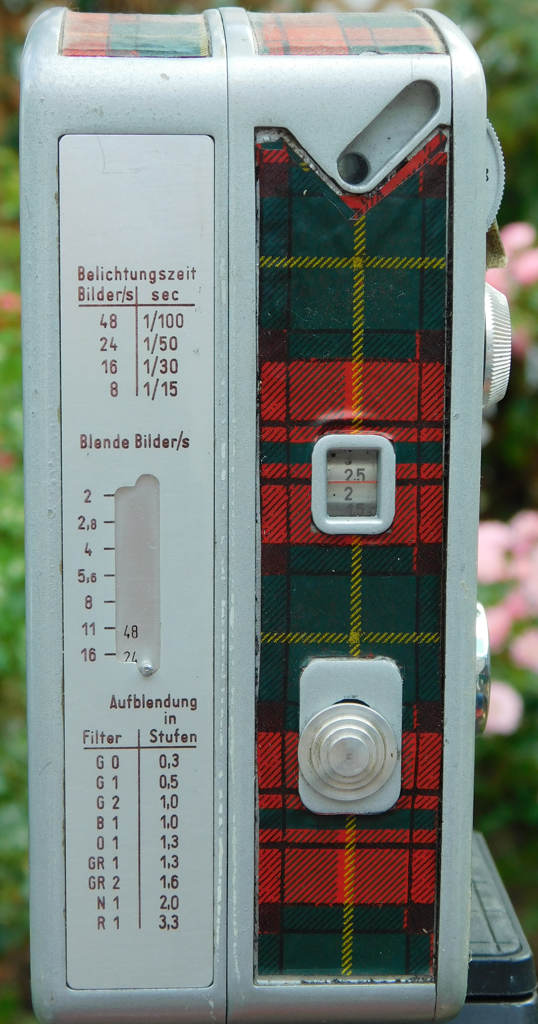 Belichtungszeit
Bilder/s sec
48 1/100
24 1/50
16 1/30
8 1/15
Blende Bilder/s
2
2,8
4
5,6
8
11 48
16 24
Aufblendung
in
Filter Stufen
G 0 0,3
G 1 0,5
G 2 1,0
B 1 1,0
O 1 1,3
GR 1 1,3
GR 2 1,6
N 1 2,0
R 1 3,3
2.5
2